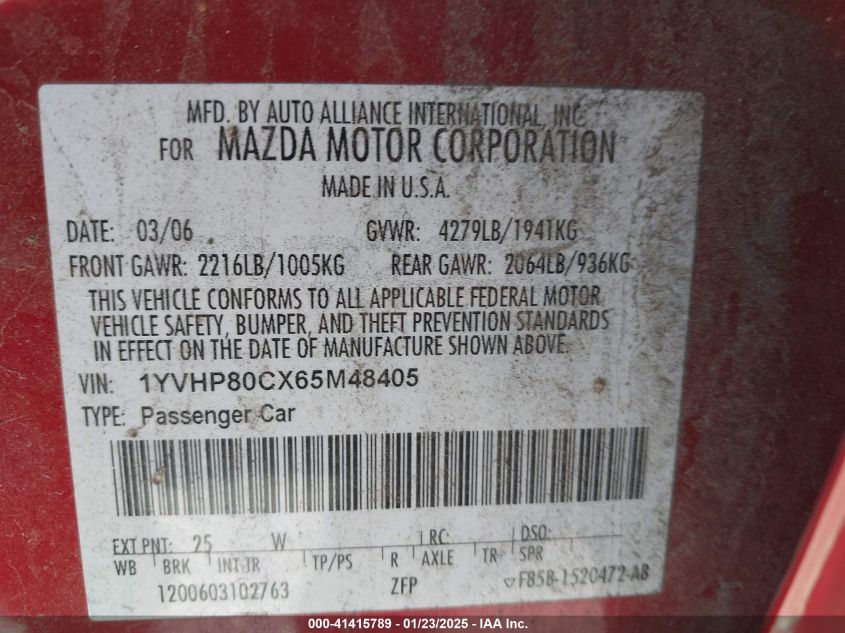 MFD. BY AUTO ALLIANCE INTERNATIONAL, INC.
FOR MAZDA MOTOR CORPORATION
MADE IN U.S.A.
DATE: 03/06 GVWR: 4279LB/1941KG
FRONT GAWR: 2216LB/1005KG REAR GAWR: 2064LB/936KG
THIS VEHICLE CONFORMS TO ALL APPLICABLE FEDERAL MOTOR
VEHICLE SAFETY, BUMPER, AND THEFT PREVENTION STANDARDS
IN EFFECT ON THE DATE OF MANUFACTURE SHOWN ABOVE.
VIN: 1YVHP80CX65M48405
TYPE: Passenger Car
EXT PNT: 25 W RC: DSO:
WB BRK INT TR TP/PS R AXLE TR SPR
1200603102763 ZFP F85B-1520472-AB
000-41415789 - 01/23/2025 - IAA Inc.